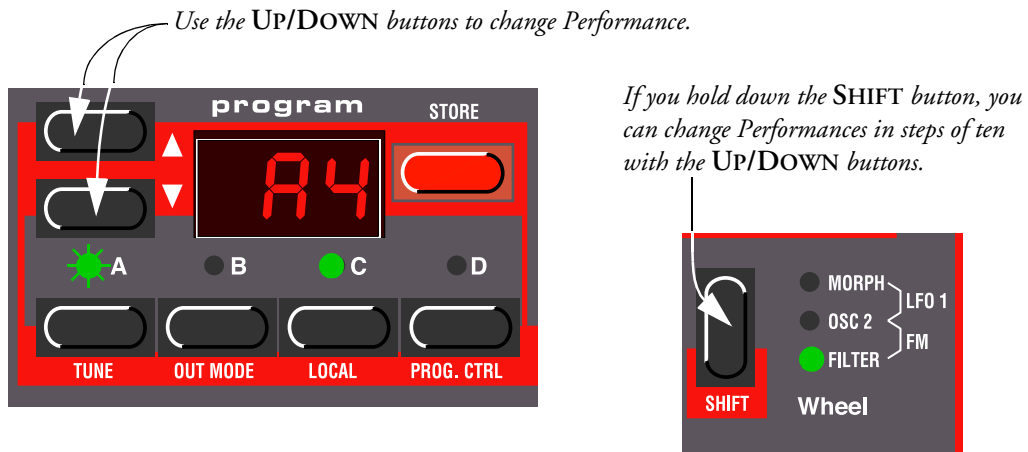 Use the UP/DOWN buttons to change Performance.
program
STORE
A4
A
B
C
D
TUNE
OUT MODE
LOCAL
PROG. CTRL
If you hold down the SHIFT button, you
can change Performances in steps of ten
with the UP/DOWN buttons.
MORPH
LFO 1
OSC 2
FM
FILTER
SHIFT
Wheel